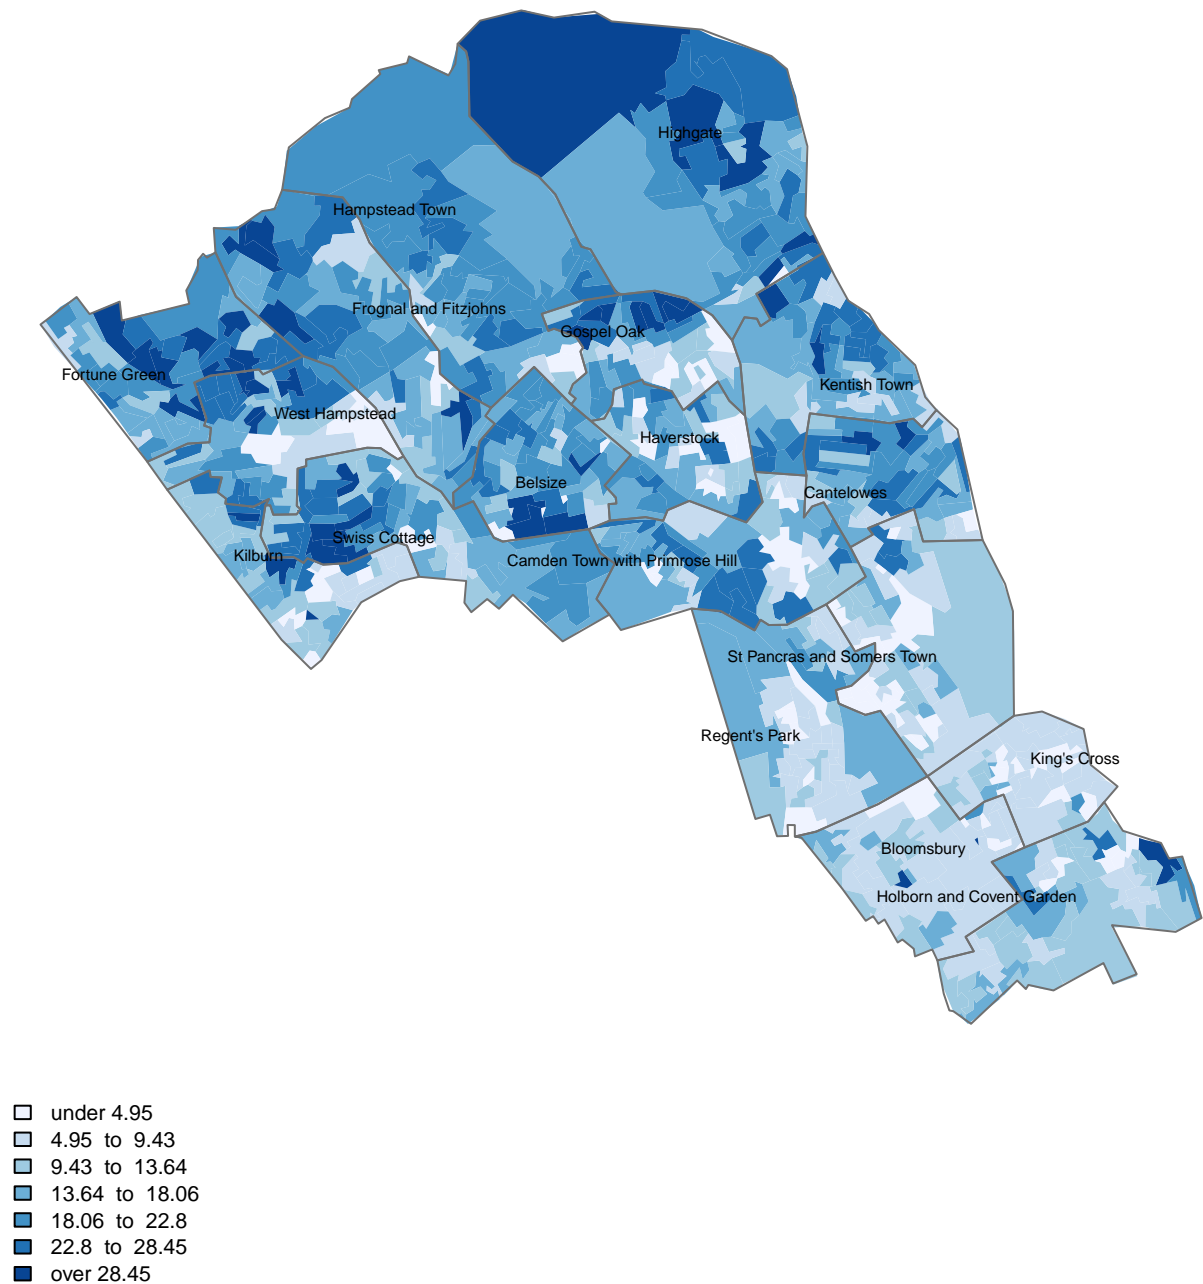 Highgate
Hampstead Town
Frognal and Fitzjohns
Gospel Oak
Fortune Green
Kentish Town
West Hampstead
Haverstock
Belsize
Cantelowes
Swiss Cottage
Kilburn
Camden Town with Primrose Hill
St Pancras and Somers Town
Regent's Park
King's Cross
Bloomsbury
Holborn and Covent Garden
under 4.95
4.95 to 9.43
9.43 to 13.64
13.64 to 18.06
18.06 to 22.8
22.8 to 28.45
over 28.45